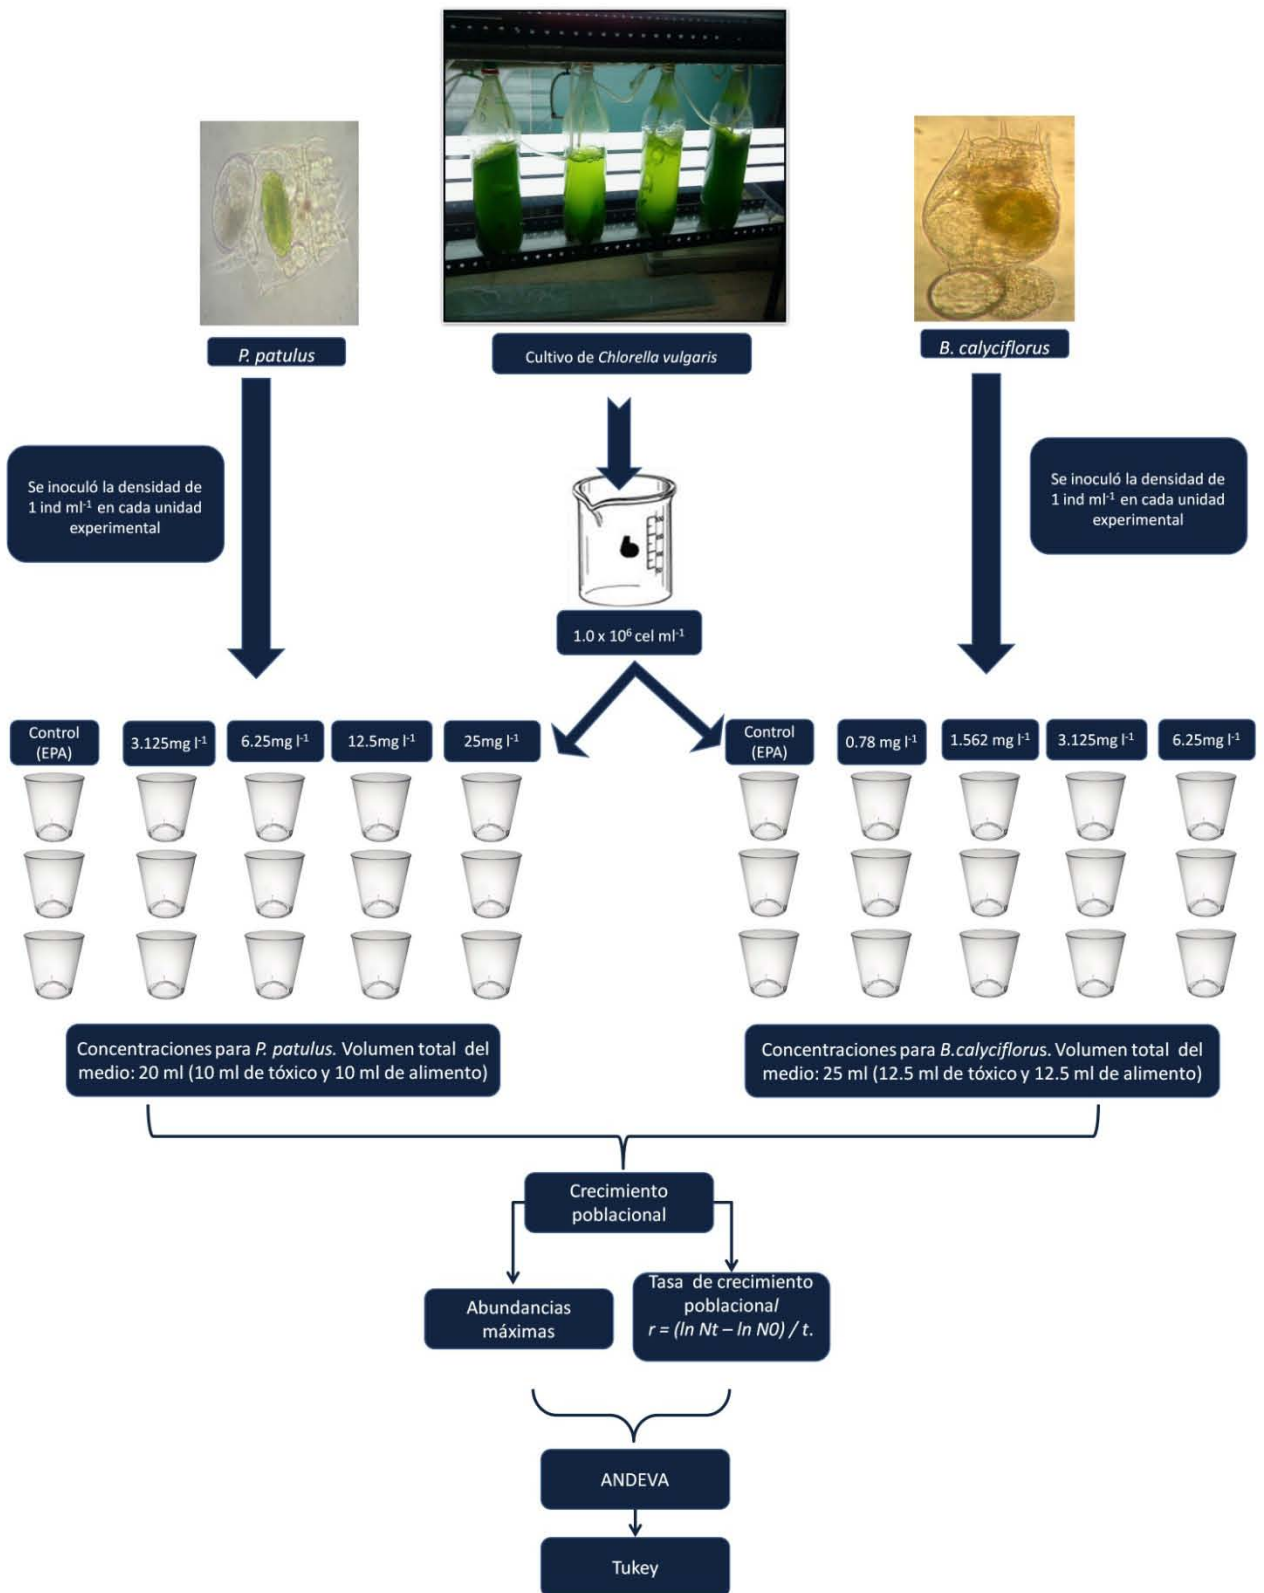 P. patulus
Cultivo de Chlorella vulgaris
B. calyciflorus
Se inoculó la densidad de
1 ind ml⁻¹ en cada unidad
experimental
Se inoculó la densidad de
1 ind ml⁻¹ en cada unidad
experimental
1.0 x 10⁶ cel ml⁻¹
Control
(EPA)
3.125mg l⁻¹
6.25mg l⁻¹
12.5mg l⁻¹
25mg l⁻¹
Control
(EPA)
0.78 mg l⁻¹
1.562 mg l⁻¹
3.125mg l⁻¹
6.25mg l⁻¹
Concentraciones para P. patulus. Volumen total del
medio: 20 ml (10 ml de tóxico y 10 ml de alimento)
Concentraciones para B.calyciflorus. Volumen total del
medio: 25 ml (12.5 ml de tóxico y 12.5 ml de alimento)
Crecimiento
poblacional
Abundancias
máximas
Tasa de crecimiento
poblacional
r = (ln Nt – ln N0) / t.
ANDEVA
Tukey